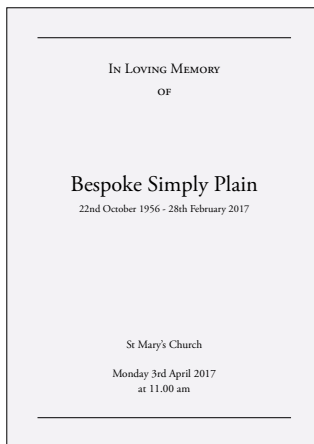 In Loving Memory
of
Bespoke Simply Plain
22nd October 1956 - 28th February 2017
St Mary's Church
Monday 3rd April 2017
at 11.00 am